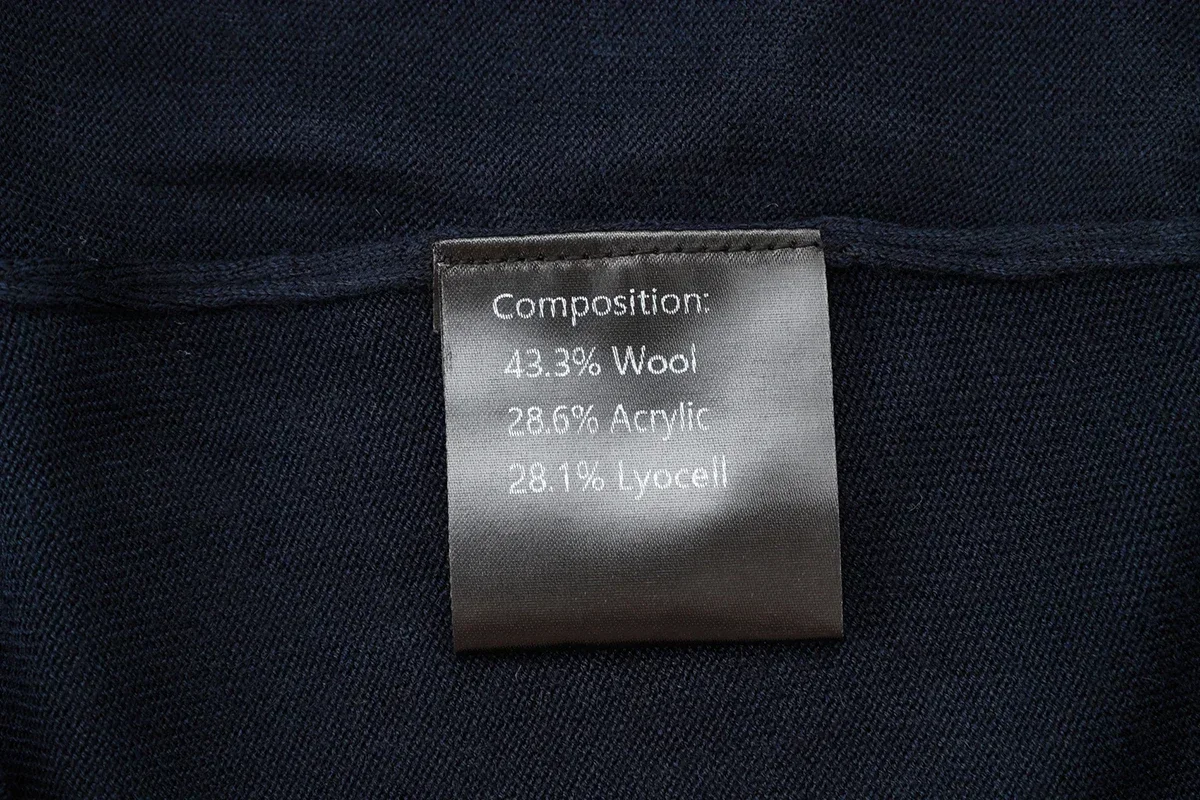 Composition:
43.3% Wool
28.6% Acrylic
28.1% Lyocell